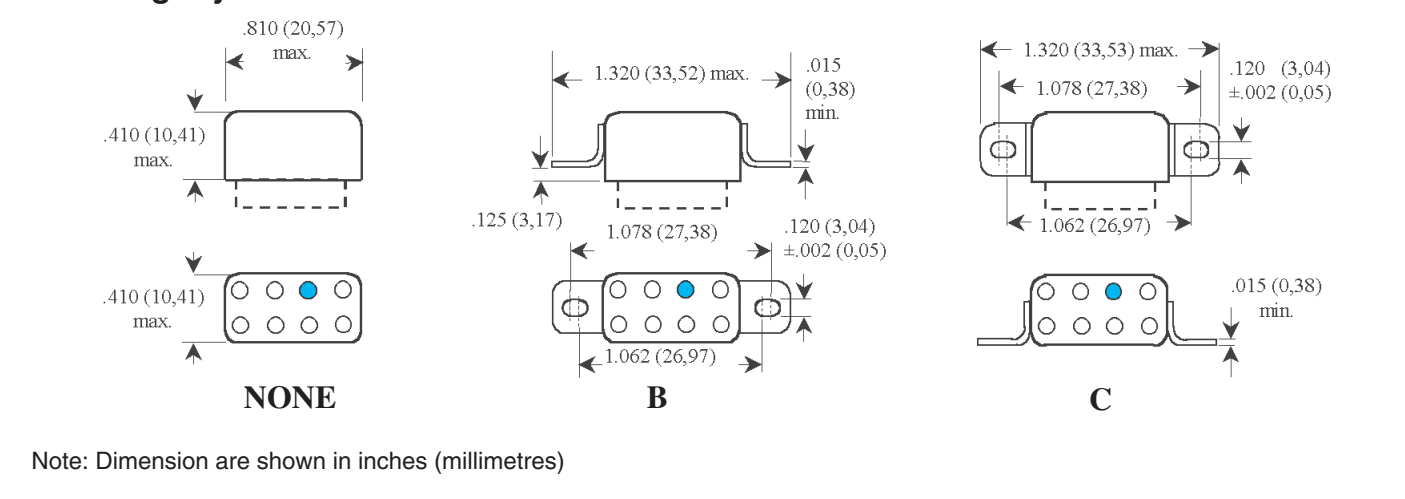 .810 (20,57)
max.
.410 (10,41)
max.
.410 (10,41)
max.
NONE
1.320 (33,52) max.
.015
(0,38)
min.
.125 (3,17)
1.078 (27,38)
.120 (3,04)
±.002 (0,05)
1.062 (26,97)
B
1.320 (33,53) max.
1.078 (27,38)
.120 (3,04)
±.002 (0,05)
1.062 (26,97)
.015 (0,38)
min.
C
Note: Dimension are shown in inches (millimetres)